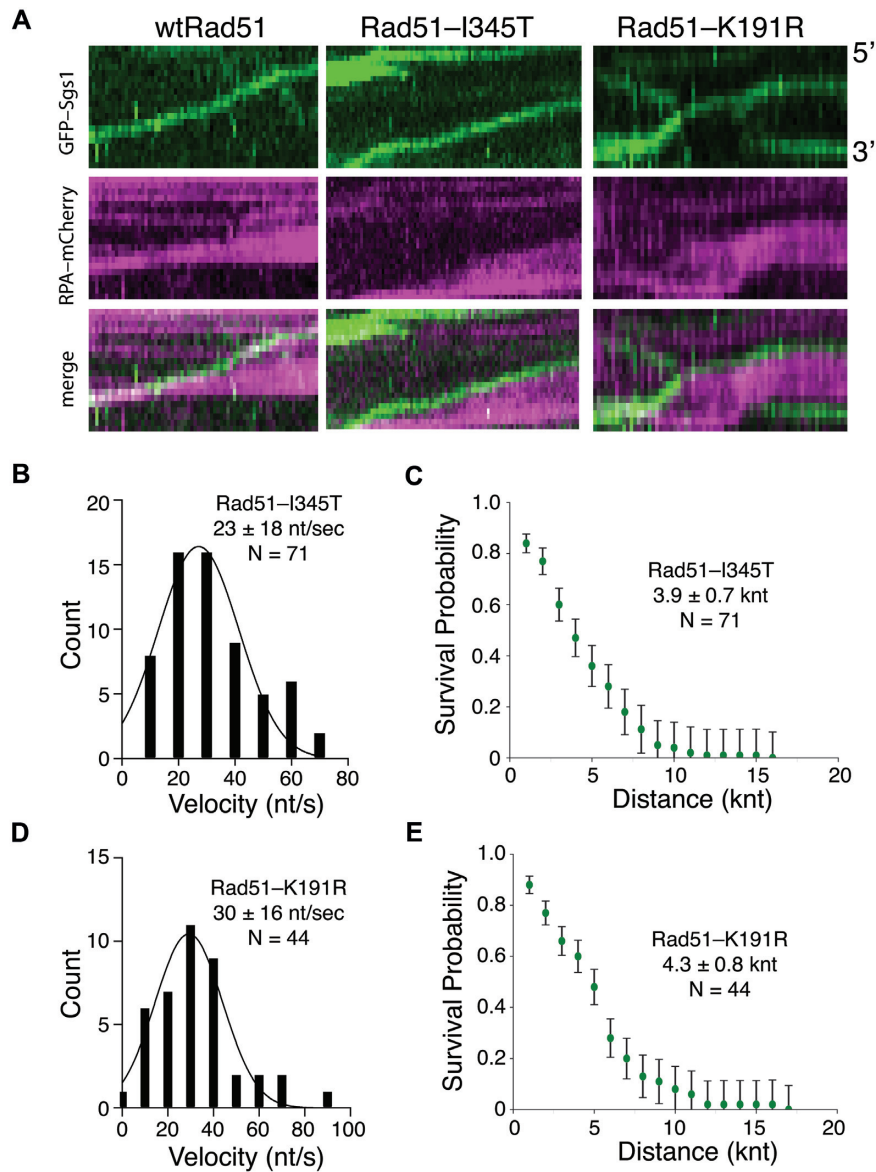 A
wtRad51
Rad51–I345T
Rad51–K191R
GFP–Sgs1
5’
3’
RPA–mCherry
merge
B
Rad51–I345T
23 ± 18 nt/sec
N = 71
Count
20
15
10
5
0
0 20 40 60 80
Velocity (nt/s)
C
Rad51–I345T
3.9 ± 0.7 knt
N = 71
Survival Probability
1.0
0.8
0.6
0.4
0.2
0
0 5 10 15 20
Distance (knt)
D
Rad51–K191R
30 ± 16 nt/sec
N = 44
Count
15
10
5
0
0 20 40 60 80 100
Velocity (nt/s)
E
Rad51–K191R
4.3 ± 0.8 knt
N = 44
Survival Probability
1.0
0.8
0.6
0.4
0.2
0
0 5 10 15 20
Distance (knt)